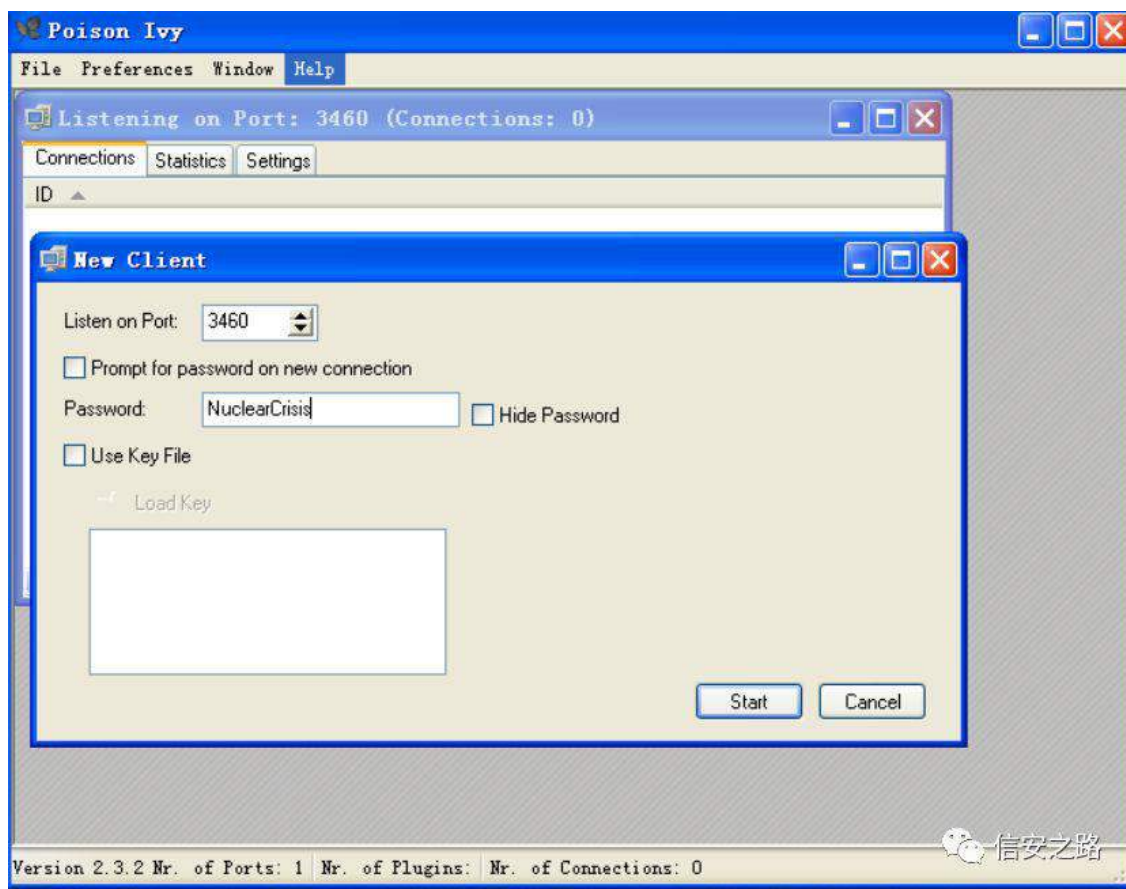 Poison Ivy
File Preferences Window Help
Listening on Port: 3460 (Connections: 0)
Connections Statistics Settings
ID
New Client
Listen on Port: 3460
Prompt for password on new connection
Password: NuclearCrisis Hide Password
Use Key File
Load Key
Start Cancel
Version 2.3.2 Nr. of Ports: 1 Nr. of Plugins: Nr. of Connections: 0
信安之路